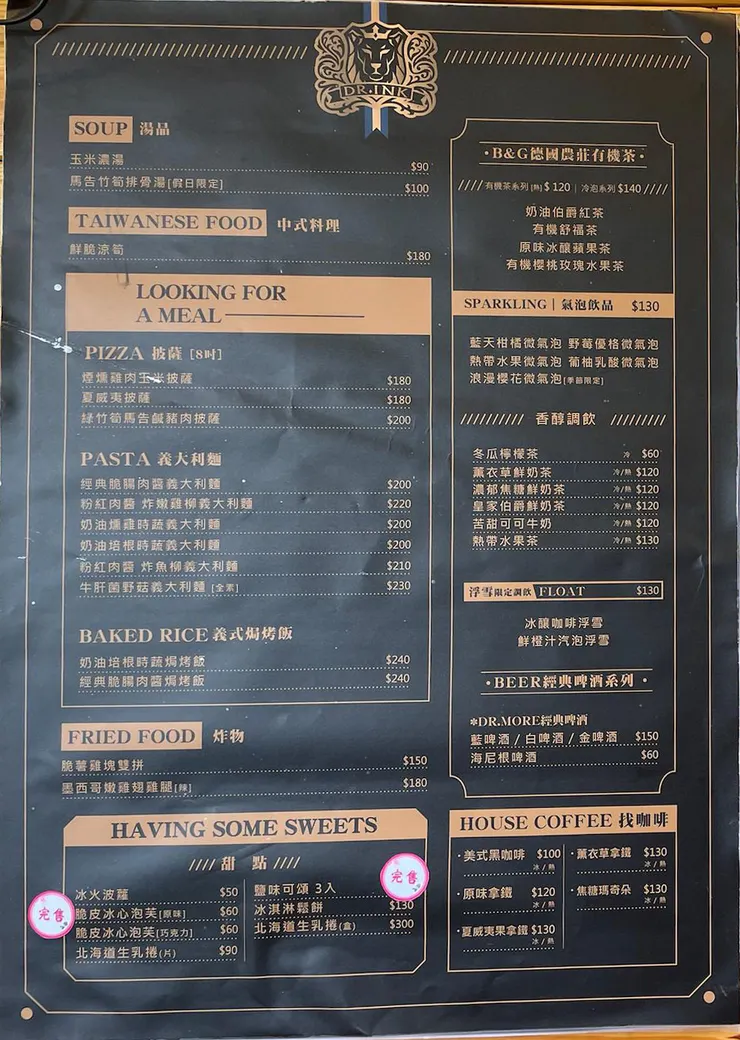 DR.INK
SOUP 湯品
玉米濃湯 $90
馬告竹筍排骨湯[假日限定] $100
TAIWANESE FOOD 中式料理
鮮脆涼筍 $180
LOOKING FOR
A MEAL
PIZZA 披薩 [8吋]
煙燻雞肉玉米披薩 $180
夏威夷披薩 $180
綠竹筍馬告鹹豬肉披薩 $200
PASTA 義大利麵
經典脆腸肉醬義大利麵 $200
粉紅肉醬 炸嫩雞柳義大利麵 $220
奶油燻雞時蔬義大利麵 $200
奶油培根時蔬義大利麵 $200
粉紅肉醬 炸魚柳義大利麵 $210
牛肝菌野菇義大利麵 [全素] $230
BAKED RICE 義式焗烤飯
奶油培根時蔬焗烤飯 $240
經典脆腸肉醬焗烤飯 $240
FRIED FOOD 炸物
脆薯雞塊雙拼 $150
墨西哥嫩雞翅雞腿[辣] $180
HAVING SOME SWEETS
//// 甜 點 ////
冰火波蘿 $50
脆皮冰心泡芙[原味] $60
脆皮冰心泡芙[巧克力] $60
北海道生乳捲(片) $90
完售
鹽味可頌 3入
冰淇淋鬆餅 $130
北海道生乳捲(盒) $300
完售
·B&G德國農莊有機茶·
////有機茶系列 [熱] $120 | 冷泡系列 $140////
奶油伯爵紅茶
有機舒福茶
原味冰釀蘋果茶
有機櫻桃玫瑰水果茶
SPARKLING | 氣泡飲品 $130
藍天柑橘微氣泡 野莓優格微氣泡
熱帶水果微氣泡 葡柚乳酸微氣泡
浪漫櫻花微氣泡[季節限定]
////////// 香醇調飲 //////////
冬瓜檸檬茶 冷 $60
薰衣草鮮奶茶 冷/熱 $120
濃郁焦糖鮮奶茶 冷/熱 $120
皇家伯爵鮮奶茶 冷/熱 $120
苦甜可可牛奶 冷/熱 $120
熱帶水果茶 冷/熱 $130
浮雪限定調飲 FLOAT $130
冰釀咖啡浮雪
鮮橙汁汽泡浮雪
·BEER經典啤酒系列·
*DR.MORE經典啤酒
藍啤酒 / 白啤酒 / 金啤酒 $150
海尼根啤酒 $60
HOUSE COFFEE 找咖啡
·美式黑咖啡 $100
冰 / 熱
·原味拿鐵 $120
冰 / 熱
·夏威夷果拿鐵 $130
冰 / 熱
·薰衣草拿鐵 $130
冰 / 熱
·焦糖瑪奇朵 $130
冰 / 熱